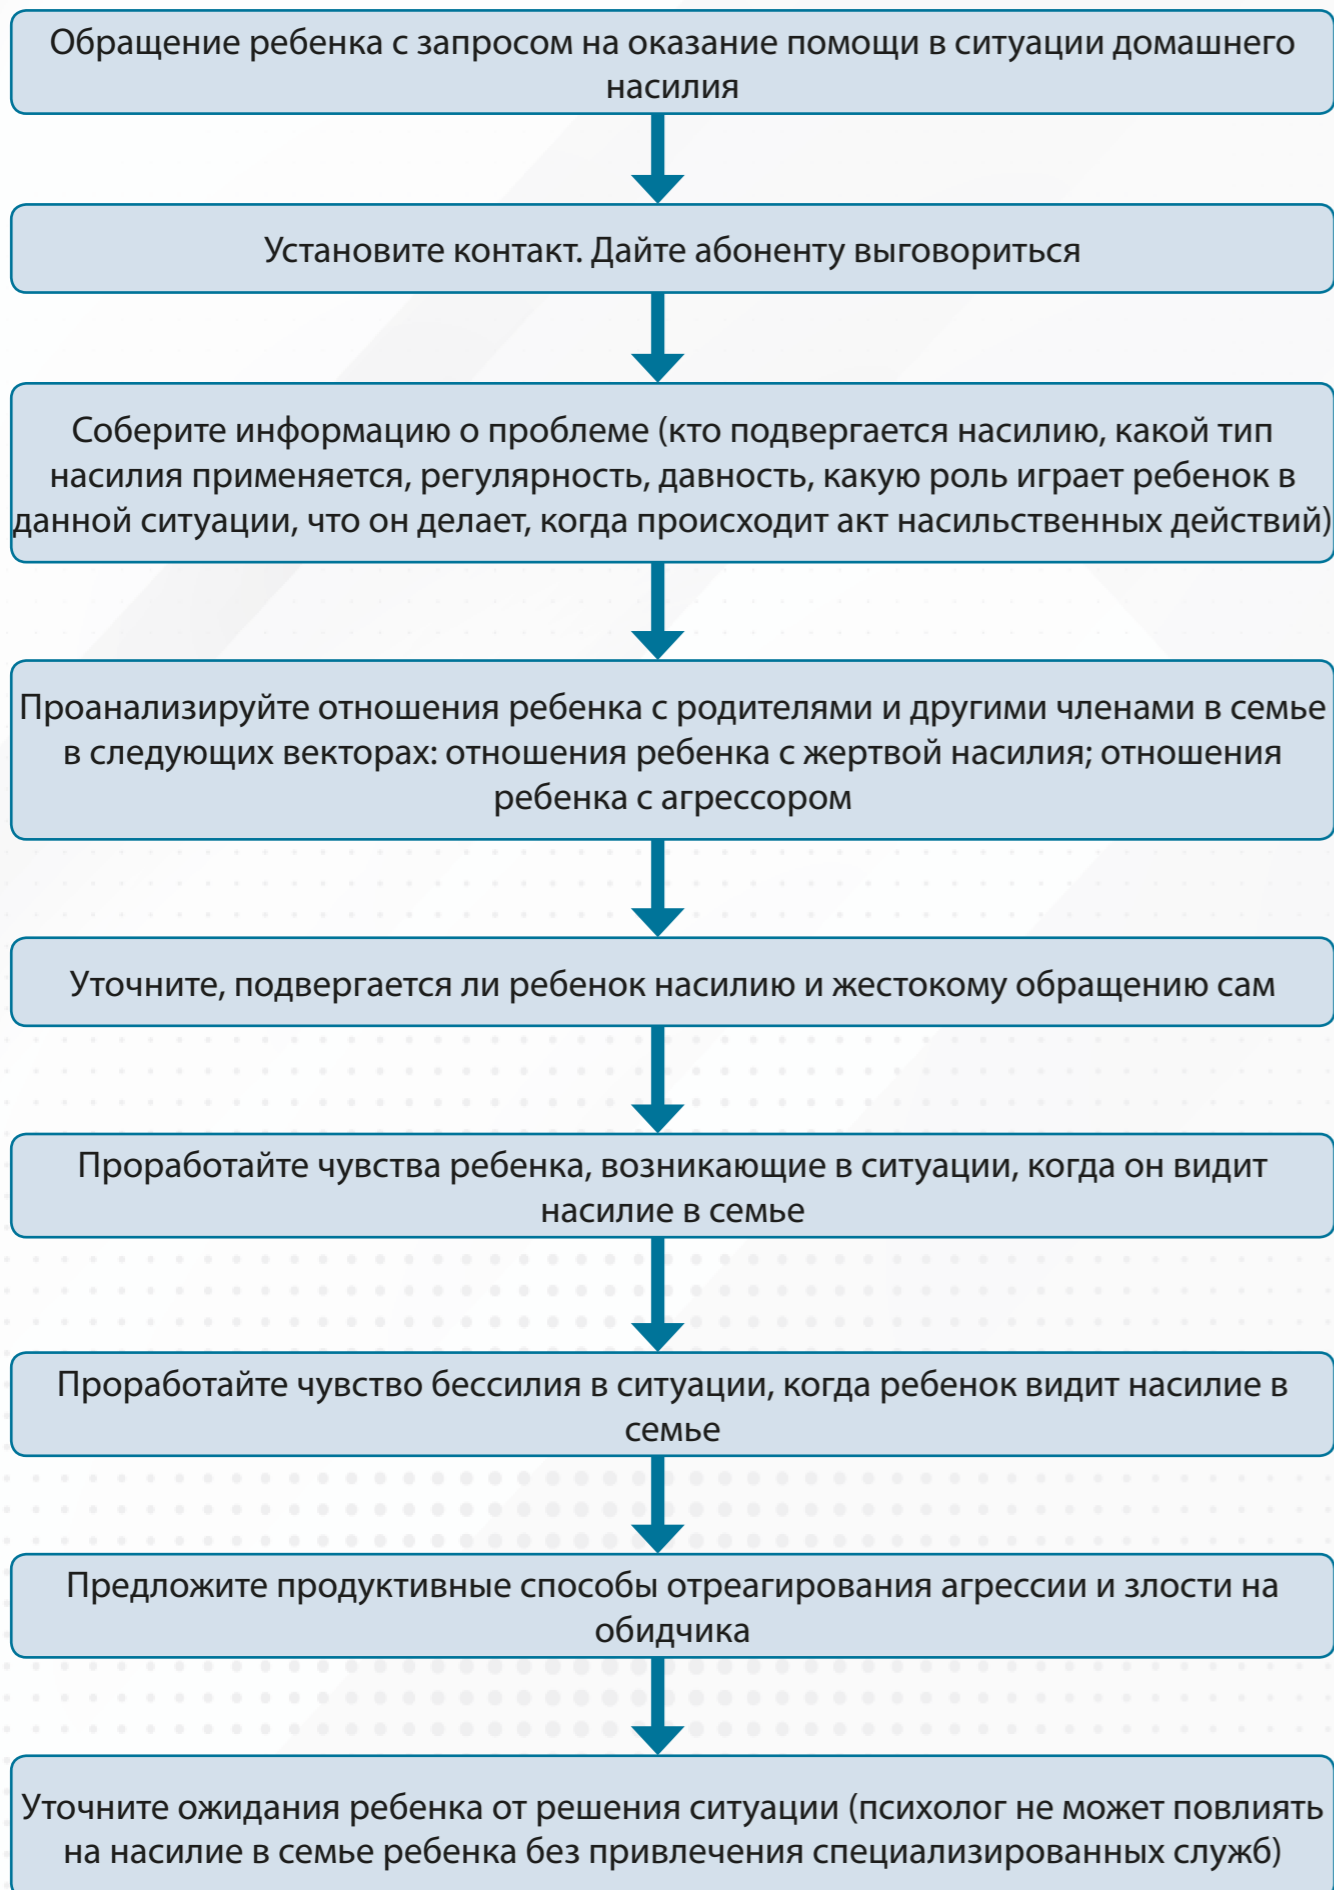 Обращение ребенка с запросом на оказание помощи в ситуации домашнего
насилия
Установите контакт. Дайте абоненту выговориться
Соберите информацию о проблеме (кто подвергается насилию, какой тип
насилия применяется, регулярность, давность, какую роль играет ребенок в
данной ситуации, что он делает, когда происходит акт насильственных действий)
Проанализируйте отношения ребенка с родителями и другими членами в семье
в следующих векторах: отношения ребенка с жертвой насилия; отношения
ребенка с агрессором
Уточните, подвергается ли ребенок насилию и жестокому обращению сам
Проработайте чувства ребенка, возникающие в ситуации, когда он видит
насилие в семье
Проработайте чувство бессилия в ситуации, когда ребенок видит насилие в
семье
Предложите продуктивные способы отреагирования агрессии и злости на
обидчика
Уточните ожидания ребенка от решения ситуации (психолог не может повлиять
на насилие в семье ребенка без привлечения специализированных служб)